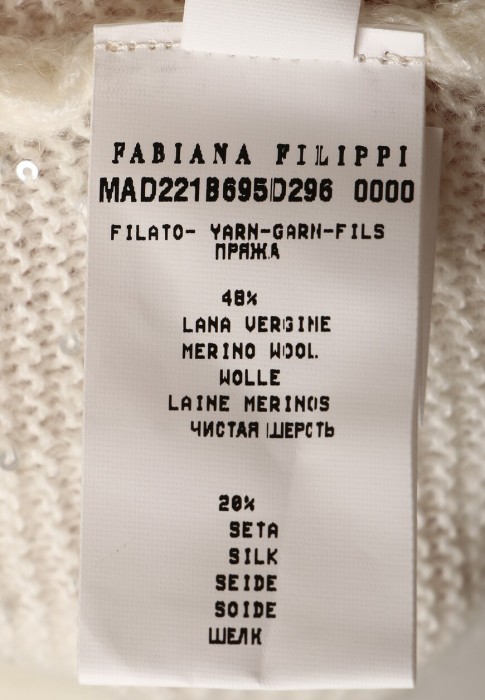 FABIANA FILIPPI
MAD221B695D296 0000
FILATO- YARN-GARN-FILS
ПРЯЖА
48%
LANA VERGINE
MERINO WOOL.
WOLLE
LAINE MERINOS
ЧИСТАЯ ШЕРСТЬ
20%
SETA
SILK
SEIDE
SOIDE
ШЕЛК